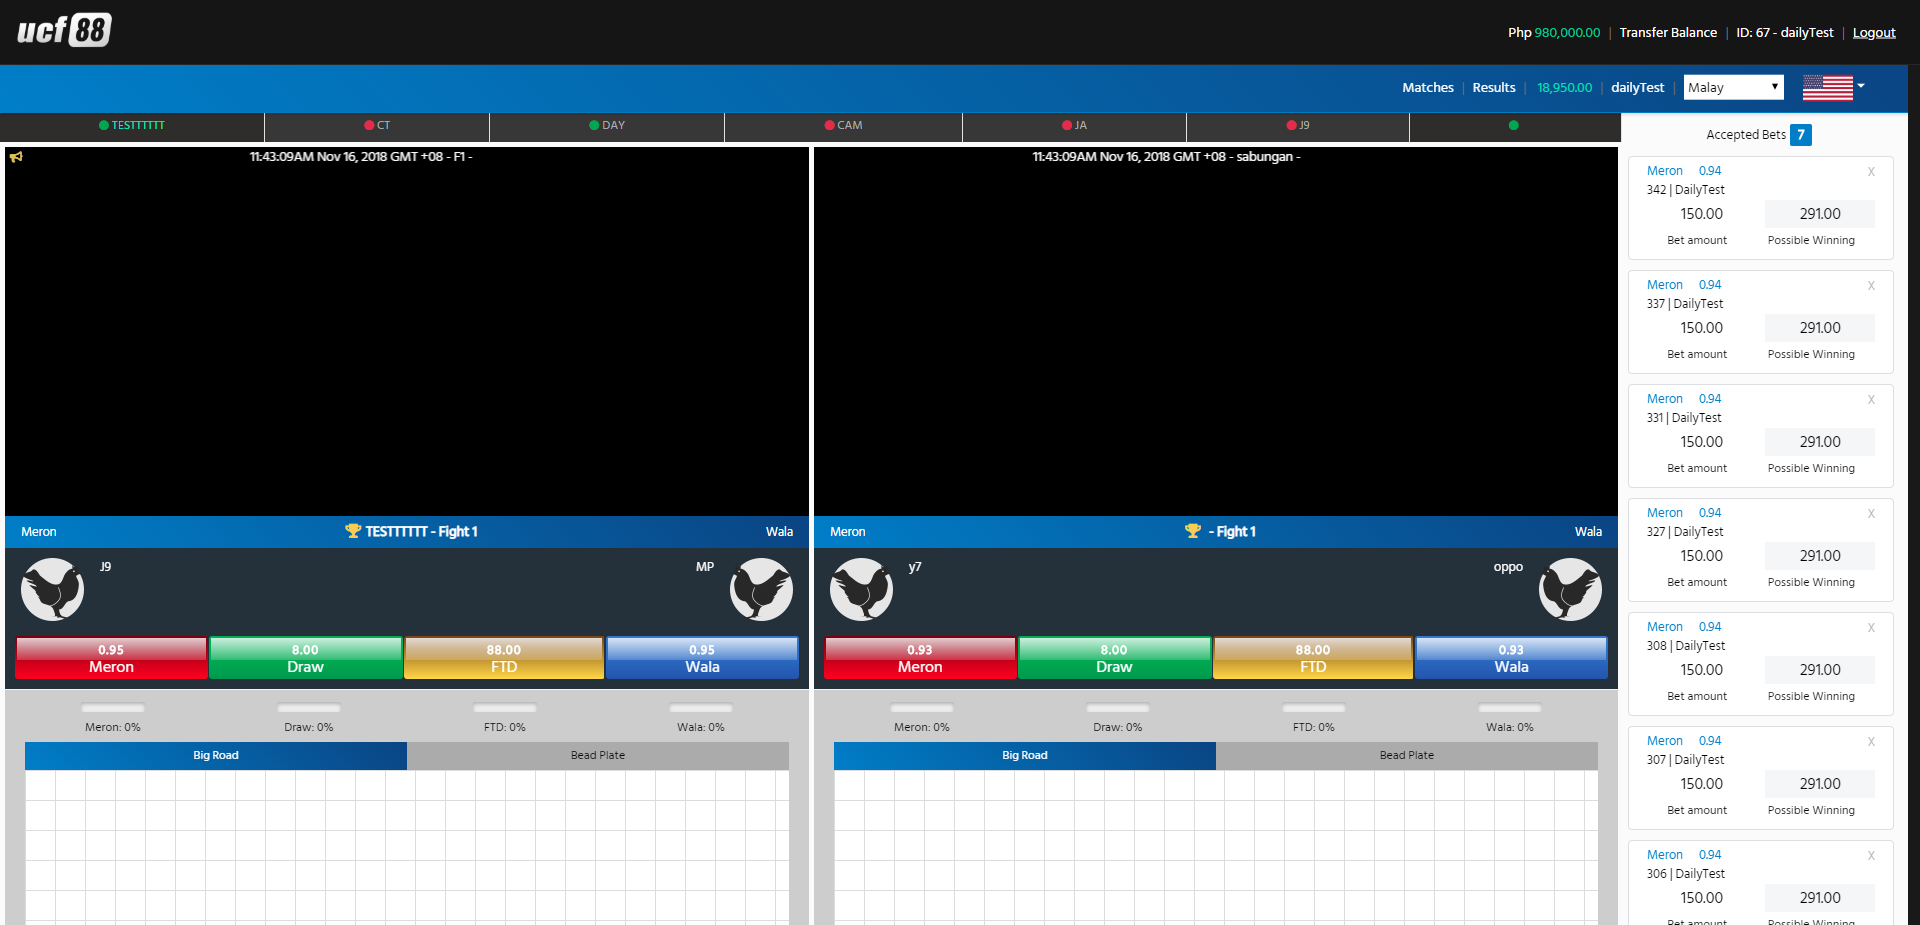 ucf 88
Php 980,000.00 | Transfer Balance | ID: 67 - dailyTest | Logout
Matches | Results | 18,950.00 | dailyTest | Malay
TESTTTTTT CT DAY CAM JA J9
Accepted Bets 7
11:43:09AM Nov 16, 2018 GMT +08 - F1 -
Meron TESTTTTTT - Fight 1 Wala
J9 MP
0.95 8.00 88.00 0.95
Meron Draw FTD Wala
Meron: 0% Draw: 0% FTD: 0% Wala: 0%
Big Road Bead Plate
11:43:09AM Nov 16, 2018 GMT +08 - sabungan -
Meron - Fight 1 Wala
y7 oppo
0.93 8.00 88.00 0.93
Meron Draw FTD Wala
Meron: 0% Draw: 0% FTD: 0% Wala: 0%
Big Road Bead Plate
Meron 0.94 X
342 | DailyTest
150.00 291.00
Bet amount Possible Winning
Meron 0.94 X
337 | DailyTest
150.00 291.00
Bet amount Possible Winning
Meron 0.94 X
331 | DailyTest
150.00 291.00
Bet amount Possible Winning
Meron 0.94 X
327 | DailyTest
150.00 291.00
Bet amount Possible Winning
Meron 0.94 X
308 | DailyTest
150.00 291.00
Bet amount Possible Winning
Meron 0.94 X
307 | DailyTest
150.00 291.00
Bet amount Possible Winning
Meron 0.94 X
306 | DailyTest
150.00 291.00
Bet amount Possible Winning